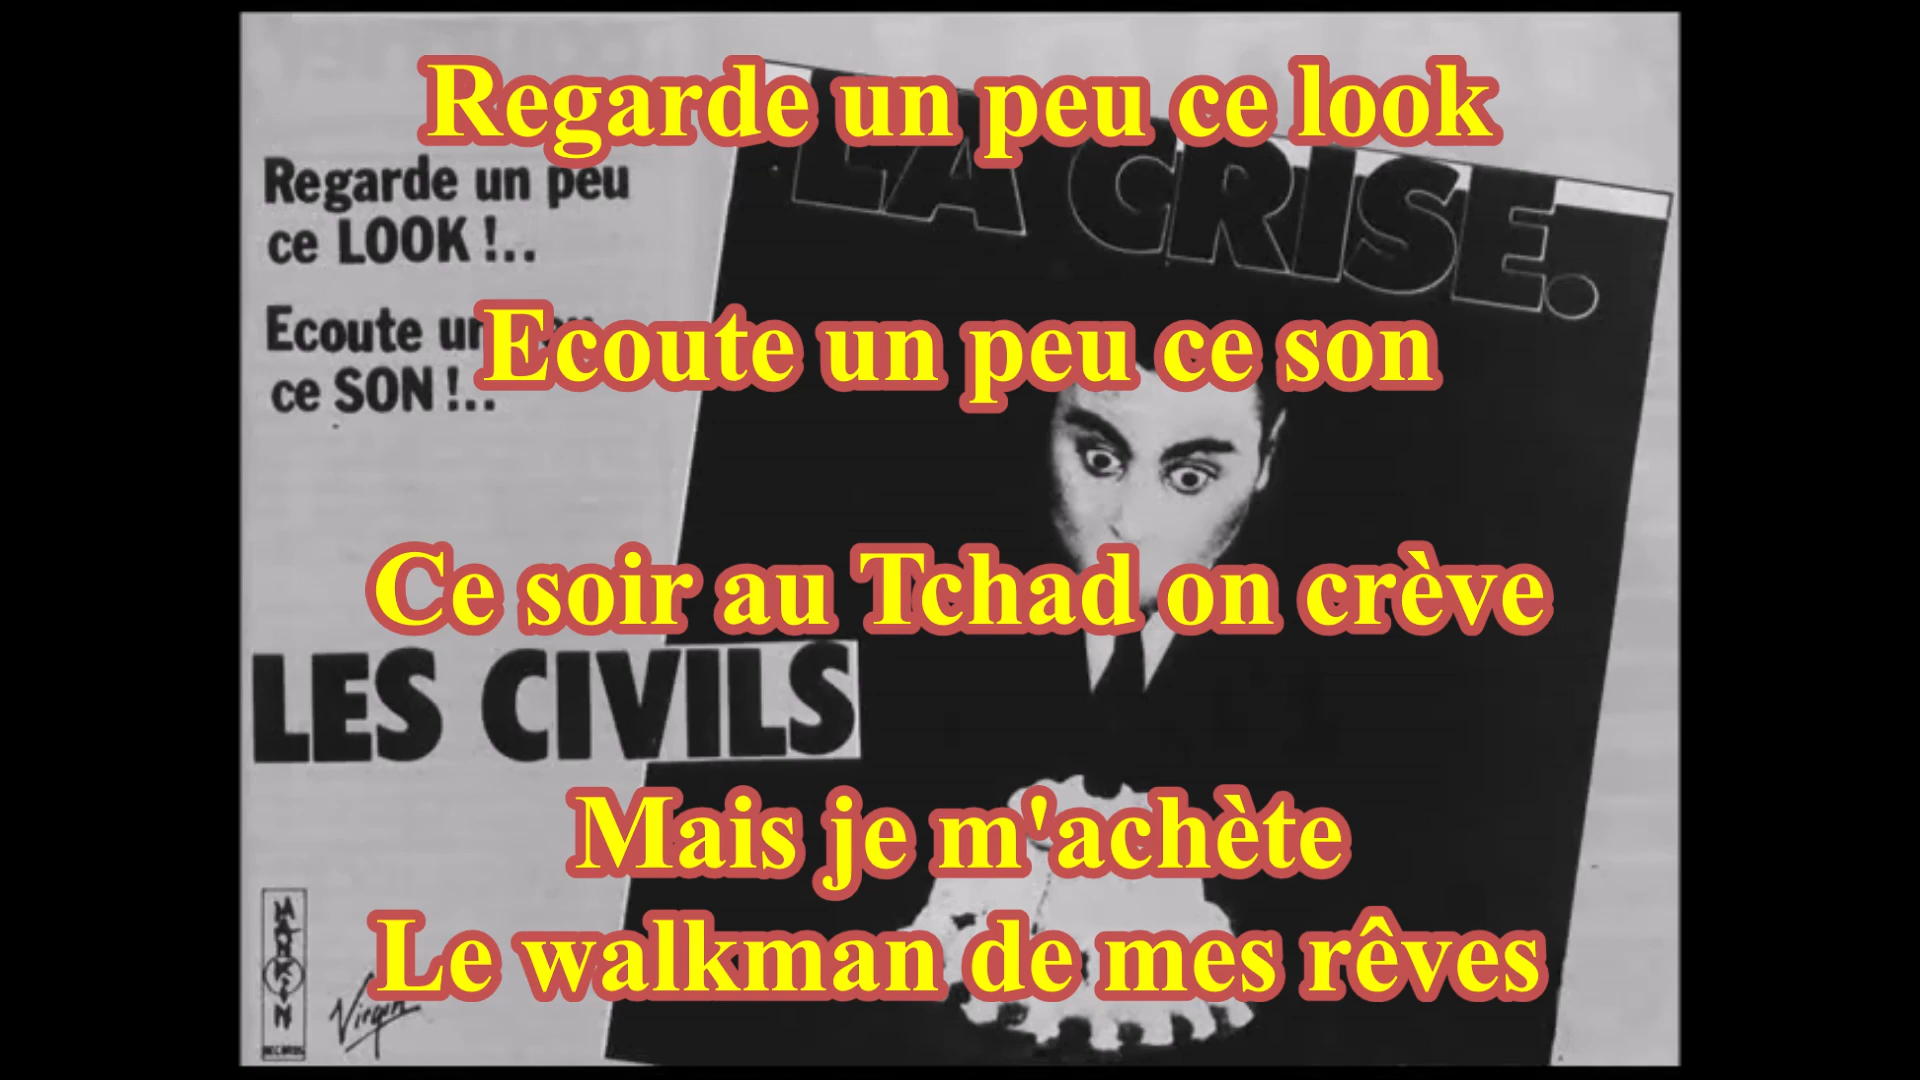 Regarde un peu ce look
LA CRISE.
Regarde un peu
ce LOOK !..
Ecoute un peu ce son
Ecoute un
ce SON !..
Ce soir au Tchad on crève
LES CIVILS
Mais je m'achète
Le walkman de mes rêves
MANKIN
RECORDS
Virgin